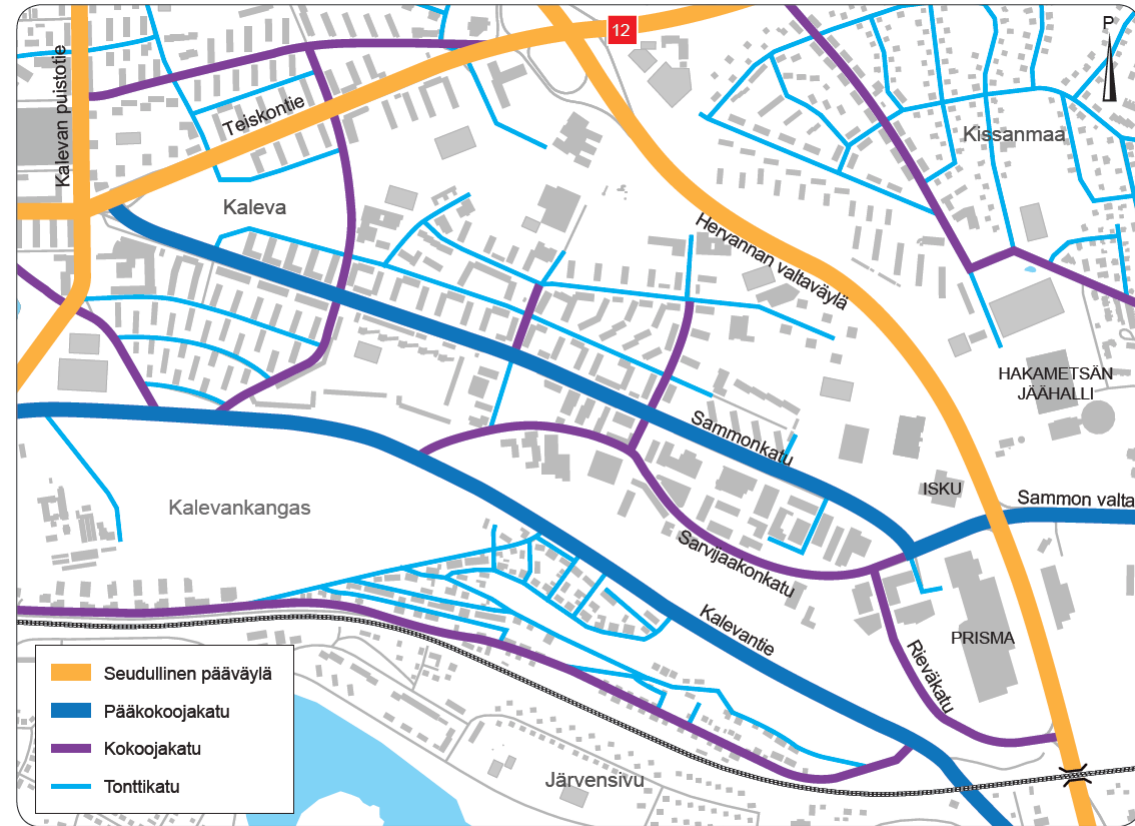 12
P
Kalevan puistotie
Teiskontie
Kissanmaa
Kaleva
Hervannan valtaväylä
HAKAMETSÄN
JÄÄHALLI
Sammonkatu
ISKU
Sammon valta
Kalevankangas
Sarvijaakonkatu
Kalevantie
PRISMA
Rieväkatu
Järvensivu
Seudullinen pääväylä
Pääkokoojakatu
Kokoojakatu
Tonttikatu